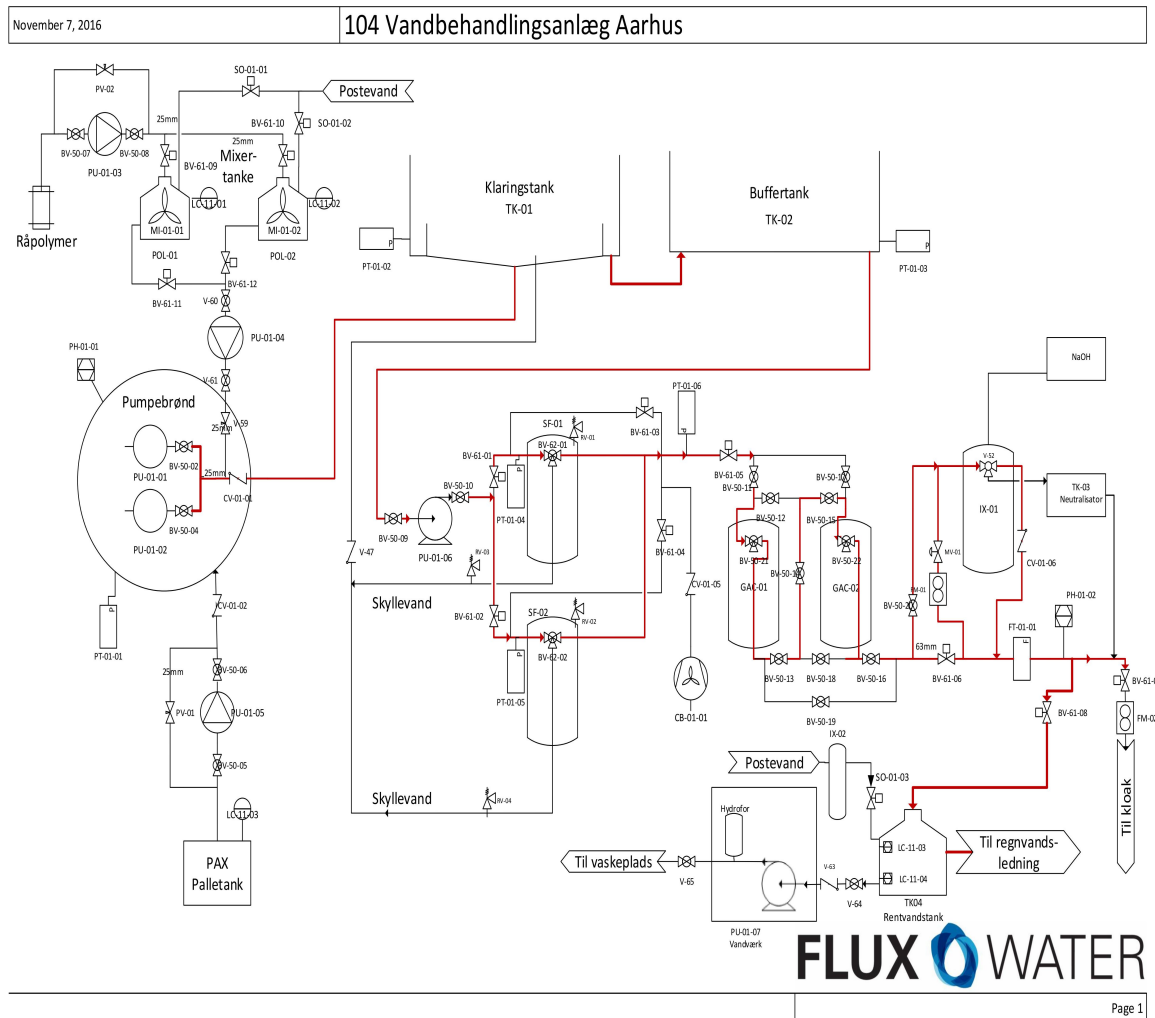 November 7, 2016
104 Vandbehandlingsanlæg Aarhus
SO-01-01
PV-02
Postevand
25mm
BV-61-10
SO-01-02
BV-50-07
BV-50-08
PU-01-03
25mm
Mixer-
tanke
BV-61-09
LC-11-01
LC-11-02
MI-01-01
MI-01-02
Råpolymer
POL-01
POL-02
BV-61-12
BV-61-11
V-60
PU-01-04
V-61
Klaringstank
TK-01
PT-01-02
P
Buffertank
TK-02
PT-01-03
P
PH-01-01
Pumpebrønd
V-59
25mm
BV-50-02
PU-01-01
25mm
CV-01-01
BV-50-04
PU-01-02
PT-01-01
P
CV-01-02
25mm
BV-50-06
PV-01
PU-01-05
BV-50-05
LC-11-03
PAX
Palletank
V-47
BV-50-09
PU-01-06
BV-50-10
BV-61-01
SF-01
BV-62-01
RV-01
P
PT-01-04
RV-03
Skyllevand
BV-61-02
SF-02
BV-62-02
RV-02
P
PT-01-05
Skyllevand
RV-04
PT-01-06
P
BV-61-03
BV-61-04
CV-01-05
CB-01-01
BV-61-05
BV-50-11
BV-50-12
BV-50-15
BV-50-21
BV-50-22
GAC-01
GAC-02
BV-50-13
BV-50-18
BV-50-16
BV-50-19
NaOH
V-52
IX-01
TK-03
Neutralisator
MV-01
CV-01-06
FM-01
63mm
BV-61-06
FT-01-01
F
PH-01-02
BV-61-08
Til kloak
IX-02
Postevand
SO-01-03
Hydrofor
Til vaskeplads
V-65
V-63
V-64
LC-11-03
LC-11-04
TK04
Rentvandstank
Til regnvands-
ledning
PU-01-07
Vandværk
FLUX WATER
Page 1